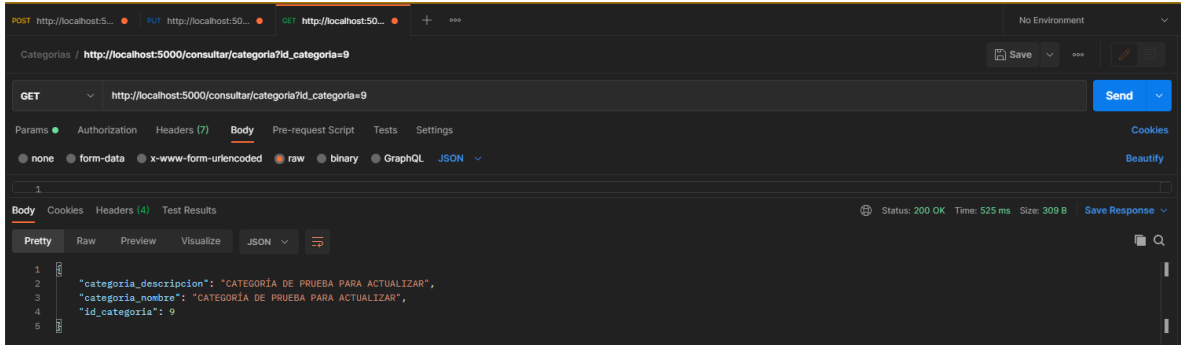 POST http://localhost:5... PUT http://localhost:50... GET http://localhost:50... + ooo No Environment
Categorias / http://localhost:5000/consultar/categoria?id_categoria=9 Save ooo
GET http://localhost:5000/consultar/categoria?id_categoria=9 Send
Params Authorization Headers (7) Body Pre-request Script Tests Settings Cookies
none form-data x-www-form-urlencoded raw binary GraphQL JSON Beautify
1
Body Cookies Headers (4) Test Results Status: 200 OK Time: 525 ms Size: 309 B Save Response
Pretty Raw Preview Visualize JSON
1 {
2 "categoria_descripcion": "CATEGORÍA DE PRUEBA PARA ACTUALIZAR",
3 "categoria_nombre": "CATEGORÍA DE PRUEBA PARA ACTUALIZAR",
4 "id_categoria": 9
5 }